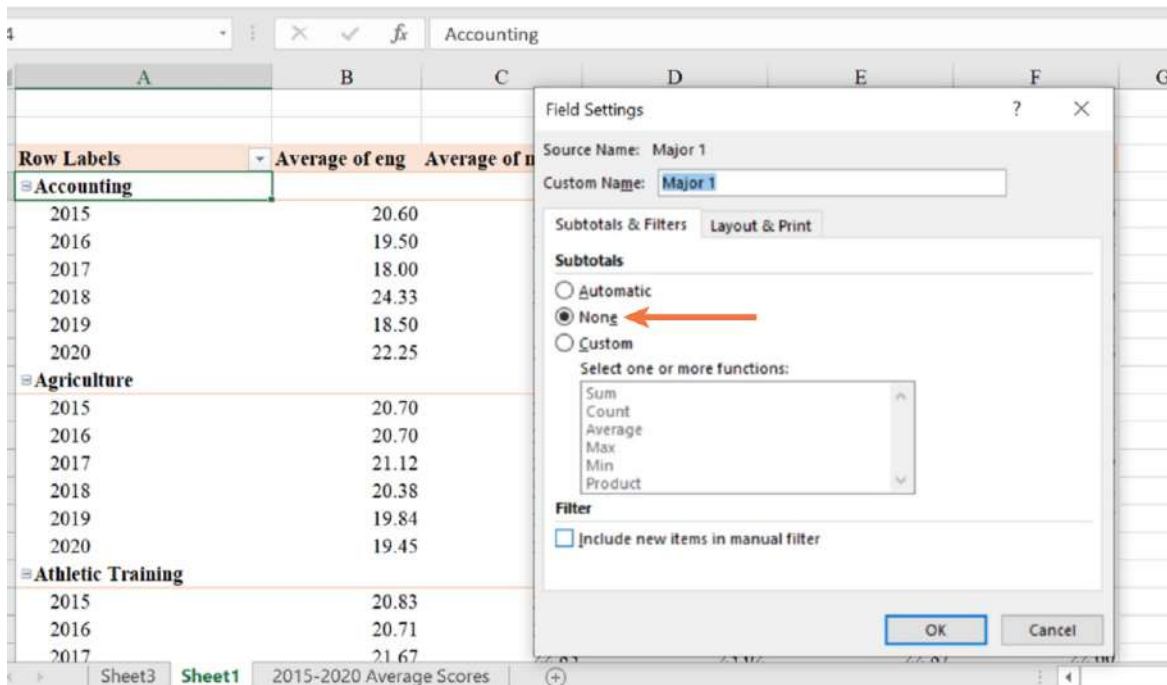 4 fx Accounting
A B C D E F G
Row Labels Average of eng Average of
Accounting
2015 20.60
2016 19.50
2017 18.00
2018 24.33
2019 18.50
2020 22.25
Agriculture
2015 20.70
2016 20.70
2017 21.12
2018 20.38
2019 19.84
2020 19.45
Athletic Training
2015 20.83
2016 20.71
2017 21.67
Field Settings ?
Source Name: Major 1
Custom Name: Major 1
Subtotals & Filters Layout & Print
Subtotals
Automatic
None
Custom
Select one or more functions:
Sum
Count
Average
Max
Min
Product
Filter
Include new items in manual filter
OK Cancel
Sheet3 Sheet1 2015-2020 Average Scores